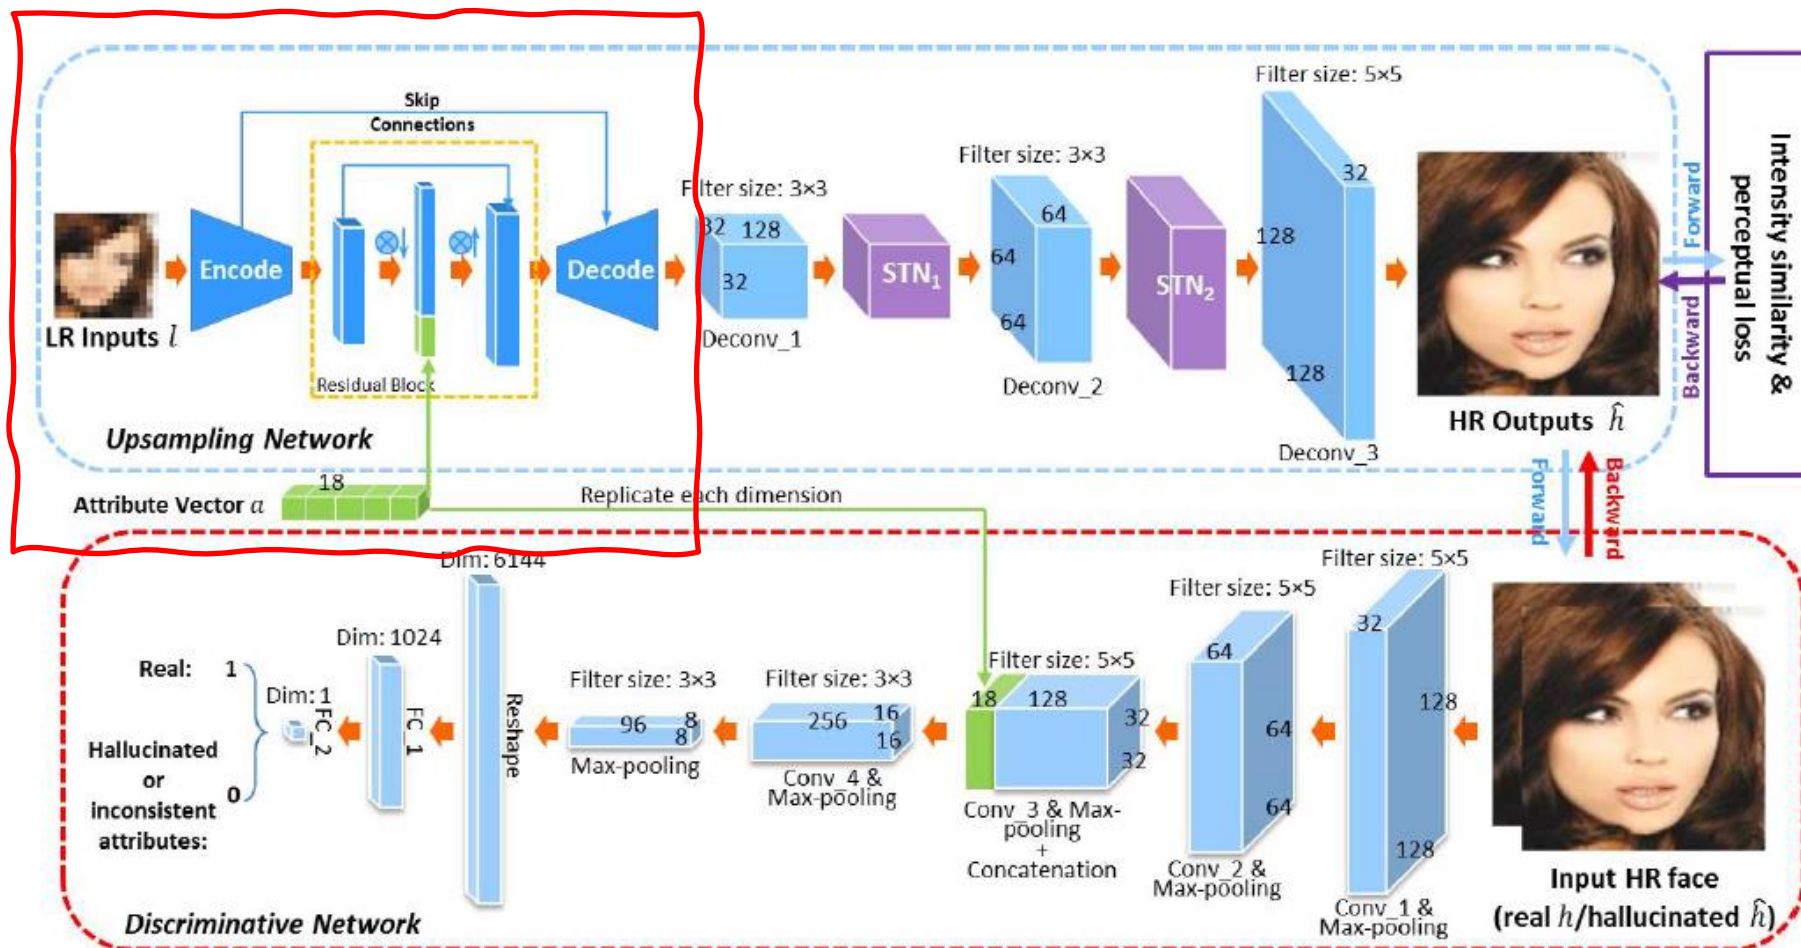 Skip
Connections
Filter size: 3×3
Filter size: 3×3
Filter size: 5×5
LR Inputs l
Encode
Residual Block
Decode
32
128
32
Deconv_1
STN₁
64
64
64
Deconv_2
STN₂
32
128
128
Deconv_3
HR Outputs ĥ
Forward
Backward
Intensity similarity &
perceptual loss
Upsampling Network
Attribute Vector a
18
Replicate each dimension
Forward
Backward
Real: 1
Hallucinated
or
inconsistent
attributes:
0
Dim: 1
FC_2
Dim: 1024
FC_1
Dim: 6144
Reshape
Filter size: 3×3
96
8
8
Max-pooling
Filter size: 3×3
256
16
16
Conv_4 &
Max-pooling
Filter size: 5×5
18
128
32
32
Conv_3 & Max-
pooling
+
Concatenation
Filter size: 5×5
64
64
64
Conv_2 &
Max-pooling
Filter size: 5×5
32
128
128
Conv_1 &
Max-pooling
Input HR face
(real h/hallucinated ĥ)
Discriminative Network